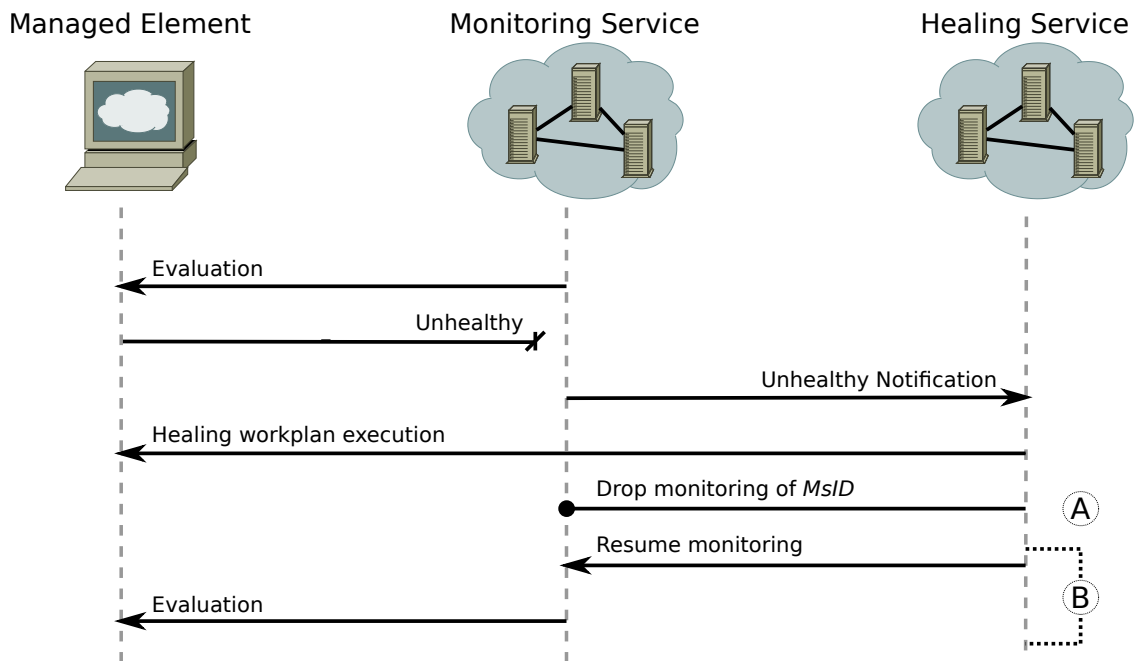 Managed Element
Monitoring Service
Healing Service
Evaluation
Unhealthy
Unhealthy Notification
Healing workplan execution
Drop monitoring of MsID
A
Resume monitoring
B
Evaluation